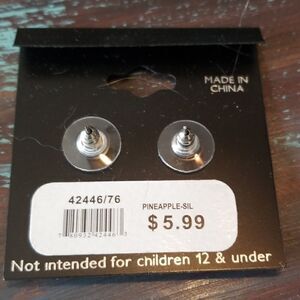 MADE IN
CHINA
42446/76
PINEAPPLE-SIL
$5.99
Not intended for children 12 & under